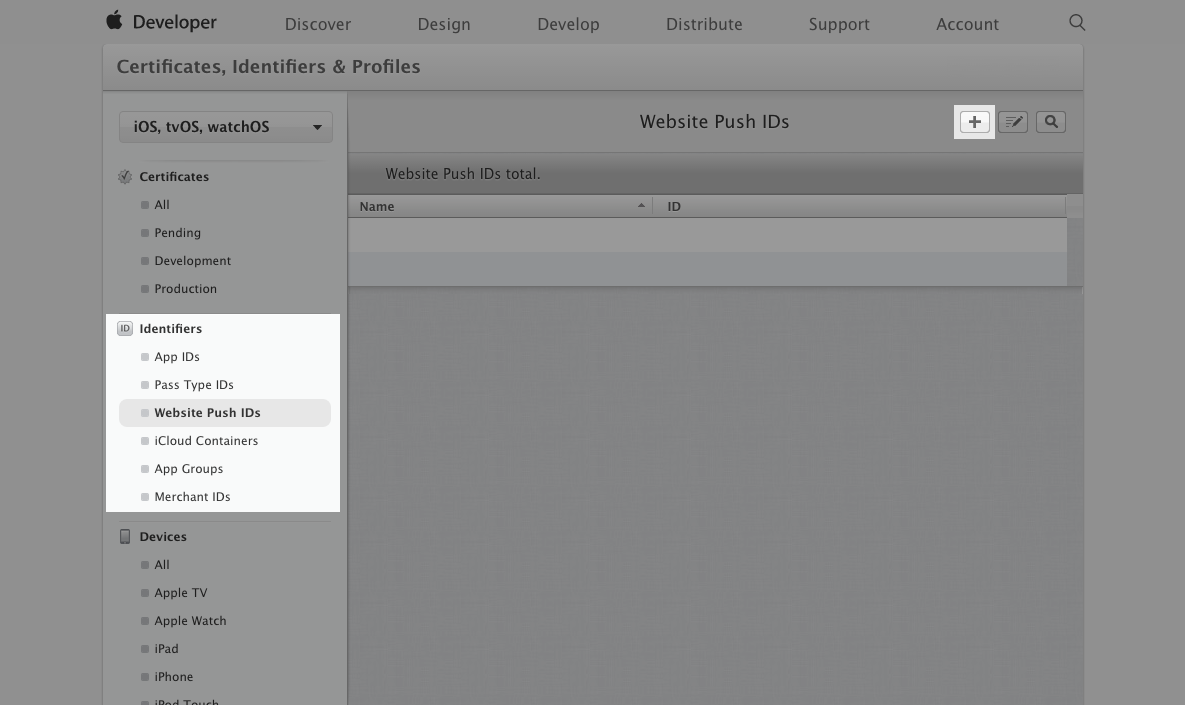 Developer
Discover
Design
Develop
Distribute
Support
Account
Certificates, Identifiers & Profiles
iOS, tvOS, watchOS
Website Push IDs
Website Push IDs total.
Name
ID
Certificates
All
Pending
Development
Production
ID Identifiers
App IDs
Pass Type IDs
Website Push IDs
iCloud Containers
App Groups
Merchant IDs
Devices
All
Apple TV
Apple Watch
iPad
iPhone
iPod Touch